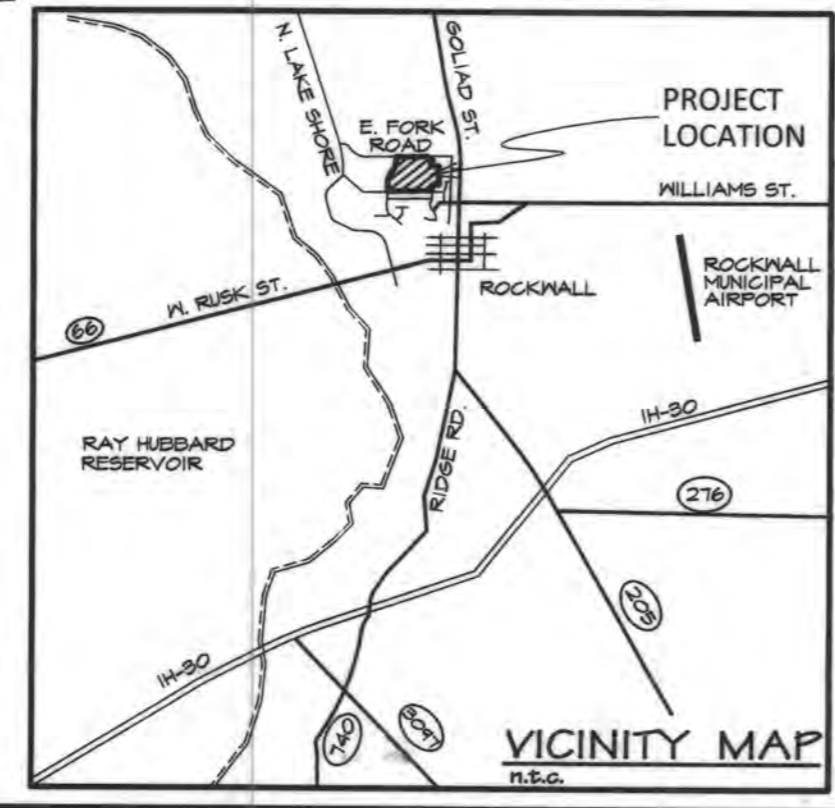 N. LAKE SHORE
GOLIAD ST.
PROJECT
LOCATION
E. FORK
ROAD
WILLIAMS ST.
ROCKWALL
MUNICIPAL
AIRPORT
ROCKWALL
W. RUSK ST.
66
IH-30
RAY HUBBARD
RESERVOIR
RIDGE RD.
276
205
IH-30
740
3097
VICINITY MAP
n.t.c.